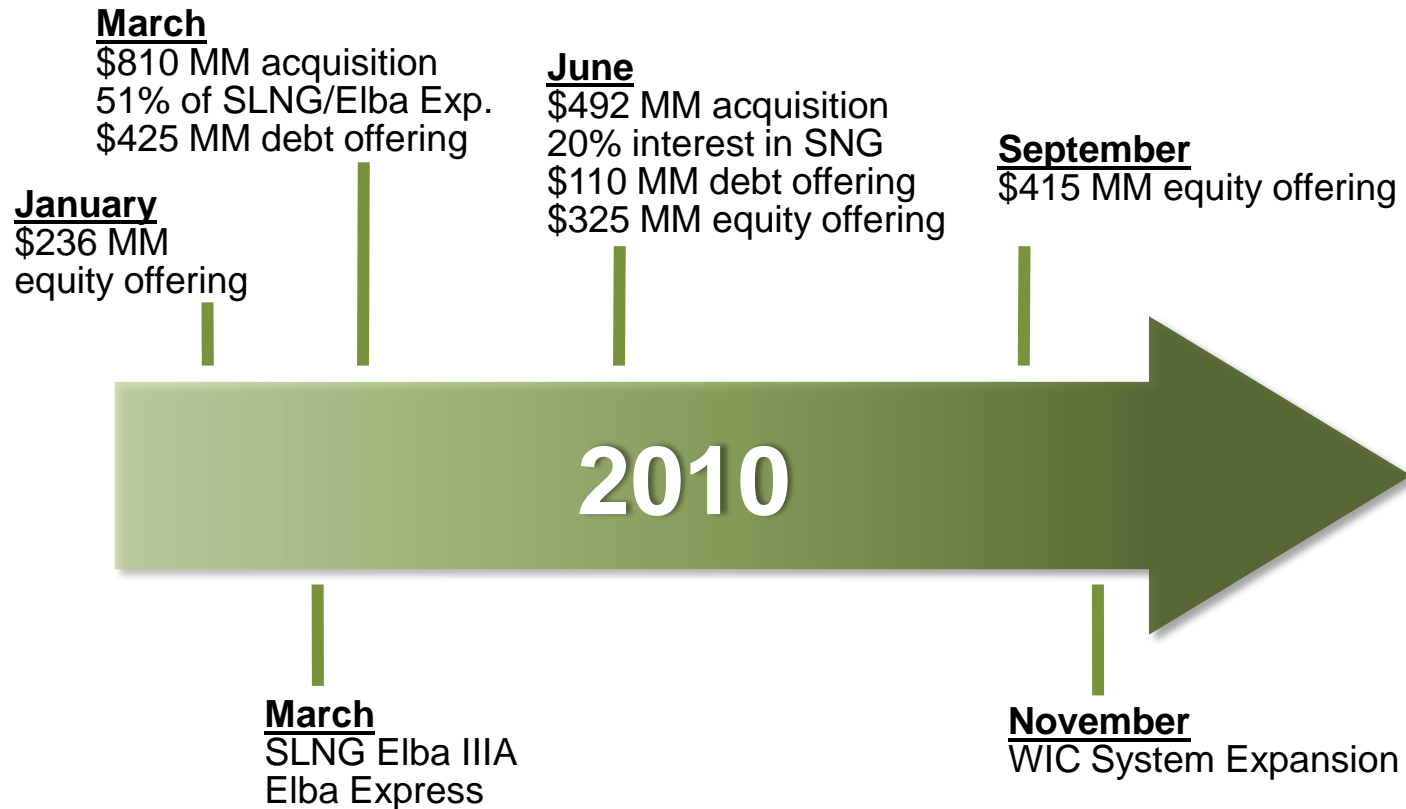 March
$810 MM acquisition
51% of SLNG/Elba Exp.
$425 MM debt offering
June
$492 MM acquisition
20% interest in SNG
$110 MM debt offering
$325 MM equity offering
September
$415 MM equity offering
January
$236 MM
equity offering
2010
March
SLNG Elba IIIA
Elba Express
November
WIC System Expansion